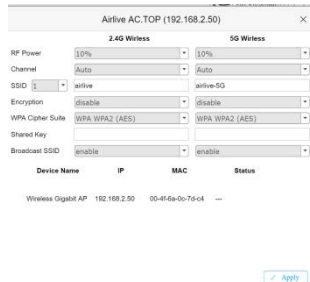 Airlive AC.TOP (192.168.2.50) ×
2.4G Wirless 5G Wirless
RF Power 10% 10%
Channel Auto Auto
SSID 1 airlive airlive-5G
Encryption disable disable
WPA Cipher Suite WPA WPA2 (AES) WPA WPA2 (AES)
Shared Key
Broadcast SSID enable enable
Device Name IP MAC Status
Wireless Gigabit AP 192.168.2.50 00-4f-6a-0c-7d-c4 ---
Apply